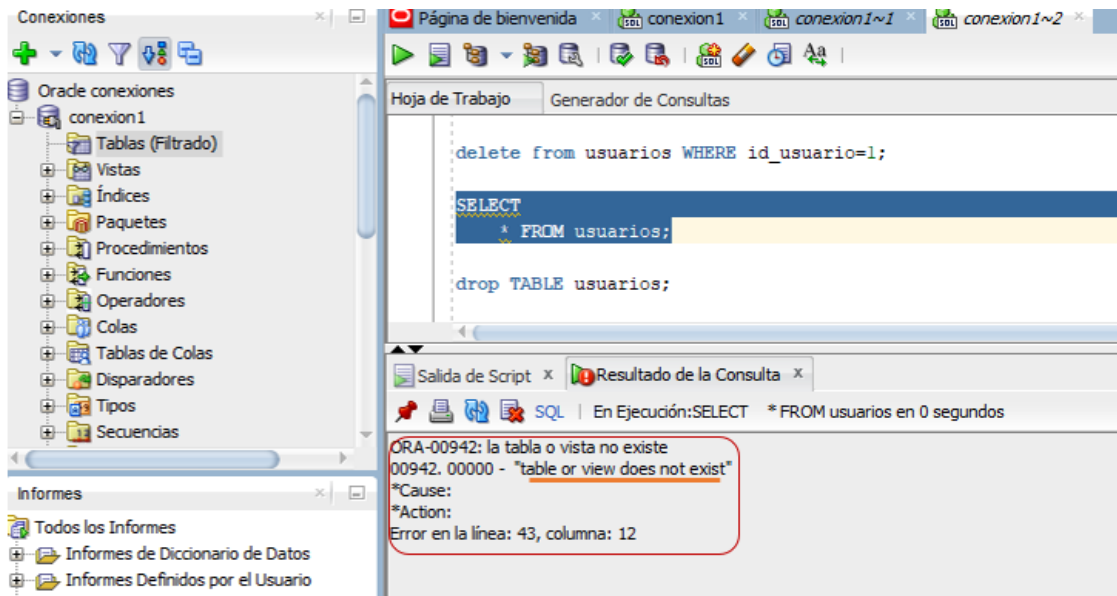 Conexiones
Oracle conexiones
conexion1
Tablas (Filtrado)
Vistas
Índices
Paquetes
Procedimientos
Funciones
Operadores
Colas
Tablas de Colas
Disparadores
Tipos
Secuencias
Informes
Todos los Informes
Informes de Diccionario de Datos
Informes Definidos por el Usuario
Página de bienvenida conexion1 conexion1~1 conexion1~2
Hoja de Trabajo Generador de Consultas
delete from usuarios WHERE id_usuario=1;
SELECT
* FROM usuarios;
drop TABLE usuarios;
Salida de Script x Resultado de la Consulta x
SQL | En Ejecución:SELECT * FROM usuarios en 0 segundos
ORA-00942: la tabla o vista no existe
00942. 00000 - "table or view does not exist"
*Cause:
*Action:
Error en la línea: 43, columna: 12